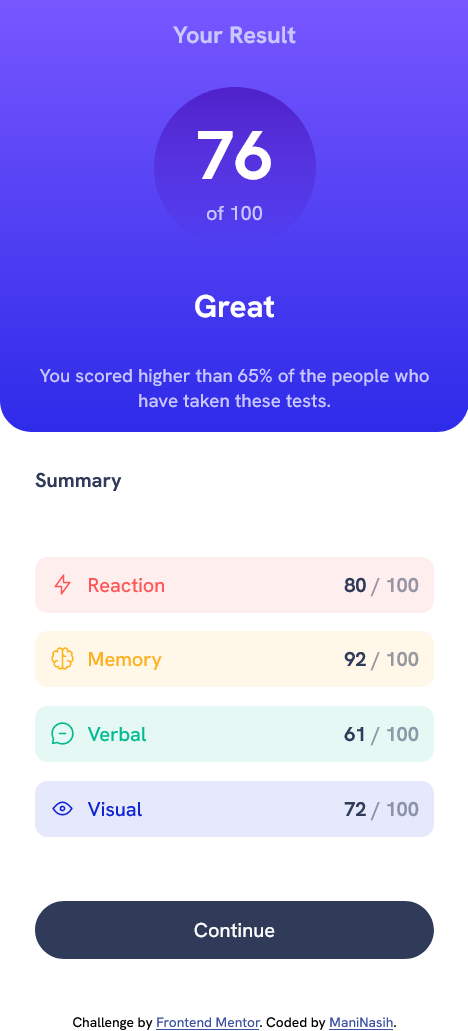 Your Result
76
of 100
Great
You scored higher than 65% of the people who
have taken these tests.
Summary
Reaction 80 / 100
Memory 92 / 100
Verbal 61 / 100
Visual 72 / 100
Continue
Challenge by Frontend Mentor. Coded by ManiNasih.